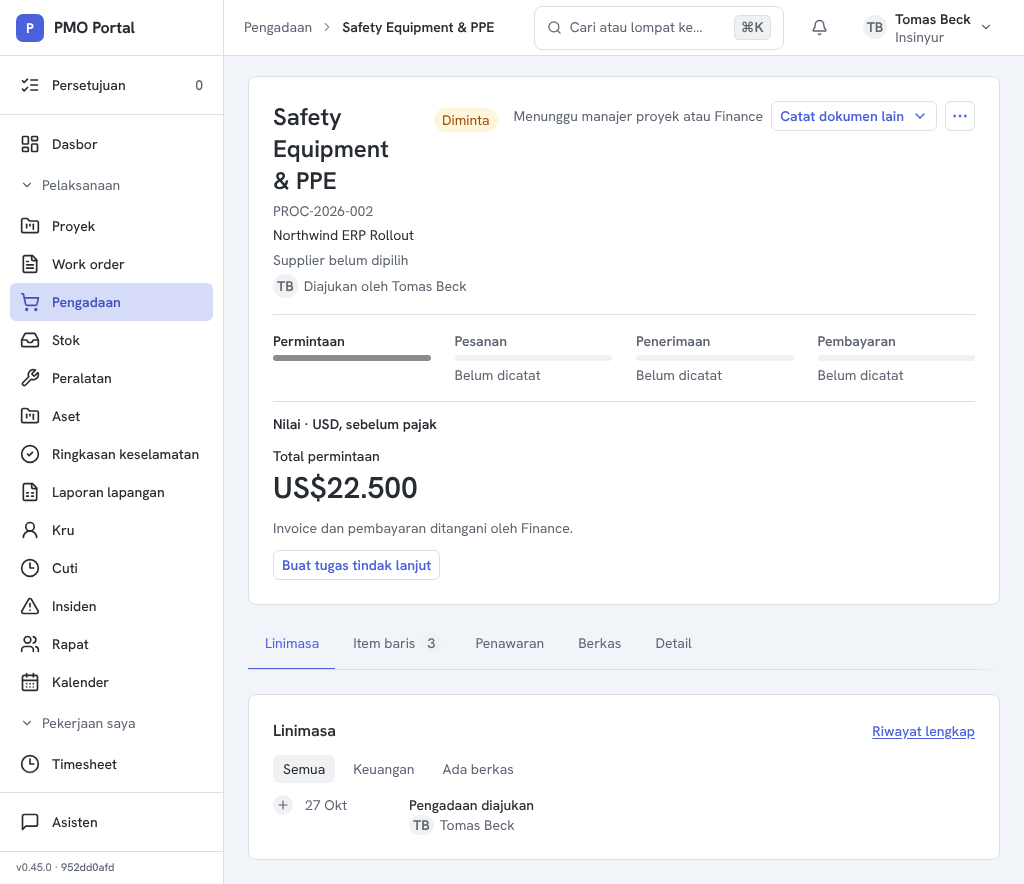 P PMO Portal
Persetujuan 0
Dasbor
Pelaksanaan
Proyek
Work order
Pengadaan
Stok
Peralatan
Aset
Ringkasan keselamatan
Laporan lapangan
Kru
Cuti
Insiden
Rapat
Kalender
Pekerjaan saya
Timesheet
Asisten
v0.45.0 · 952dd0afd
Pengadaan > Safety Equipment & PPE
Cari atau lompat ke... ⌘K
TB Tomas Beck
Insinyur
Safety Equipment & PPE
Diminta
Menunggu manajer proyek atau Finance
Catat dokumen lain
PROC-2026-002
Northwind ERP Rollout
Supplier belum dipilih
TB Diajukan oleh Tomas Beck
Permintaan
Pesanan
Belum dicatat
Penerimaan
Belum dicatat
Pembayaran
Belum dicatat
Nilai · USD, sebelum pajak
Total permintaan
US$22.500
Invoice dan pembayaran ditangani oleh Finance.
Buat tugas tindak lanjut
Linimasa Item baris 3 Penawaran Berkas Detail
Linimasa
Riwayat lengkap
Semua Keuangan Ada berkas
27 Okt Pengadaan diajukan
TB Tomas Beck